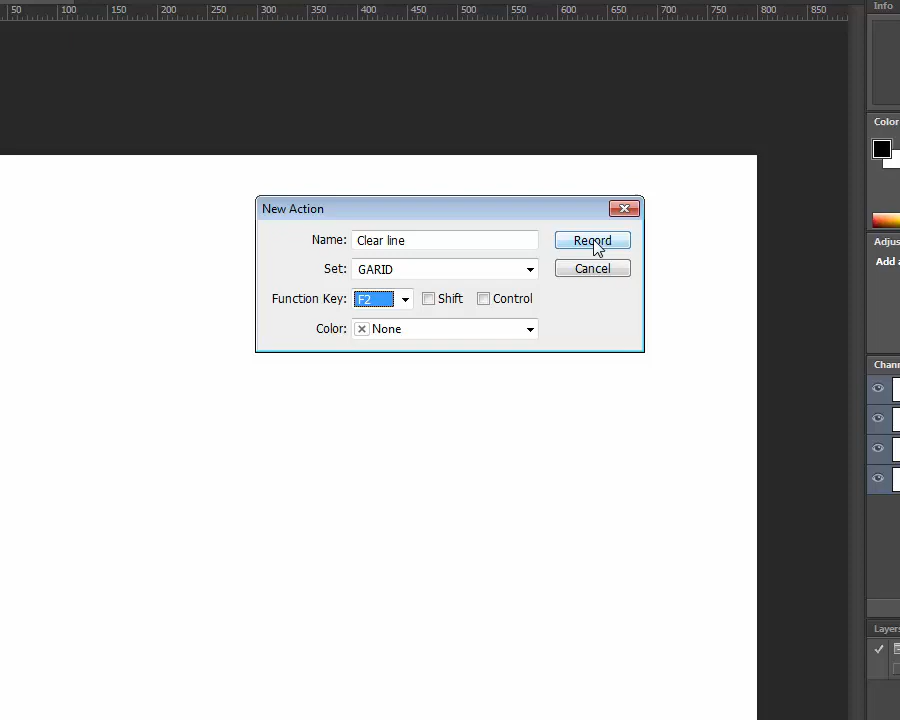 50 100 150 200 250 300 350 400 450 500 550 600 650 700 750 800 850
Info
Color
New Action
Name: Clear line Record
Set: GARID Cancel
Function Key: F2 Shift Control
Color: None
Adjus
Add a
Chann
Layers